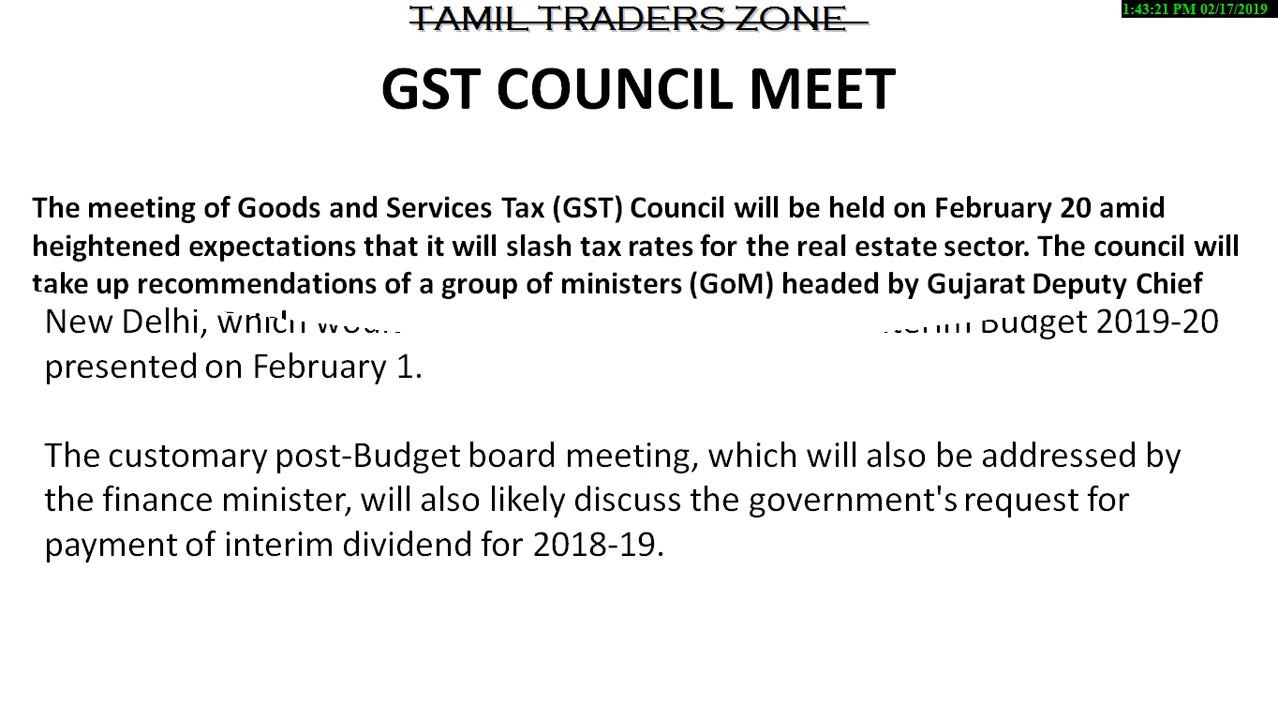 TAMIL TRADERS ZONE
1:43:21 PM 02/17/2019
GST COUNCIL MEET
The meeting of Goods and Services Tax (GST) Council will be held on February 20 amid
heightened expectations that it will slash tax rates for the real estate sector. The council will
take up recommendations of a group of ministers (GoM) headed by Gujarat Deputy Chief
New Delhi, which Budget 2019-20
presented on February 1.
The customary post-Budget board meeting, which will also be addressed by
the finance minister, will also likely discuss the government's request for
payment of interim dividend for 2018-19.